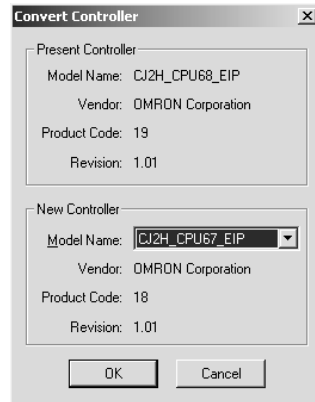 Convert Controller
Present Controller
Model Name: CJ2H_CPU68_EIP
Vendor: OMRON Corporation
Product Code: 19
Revision: 1.01
New Controller
Model Name: CJ2H_CPU67_EIP
Vendor: OMRON Corporation
Product Code: 18
Revision: 1.01
OK Cancel